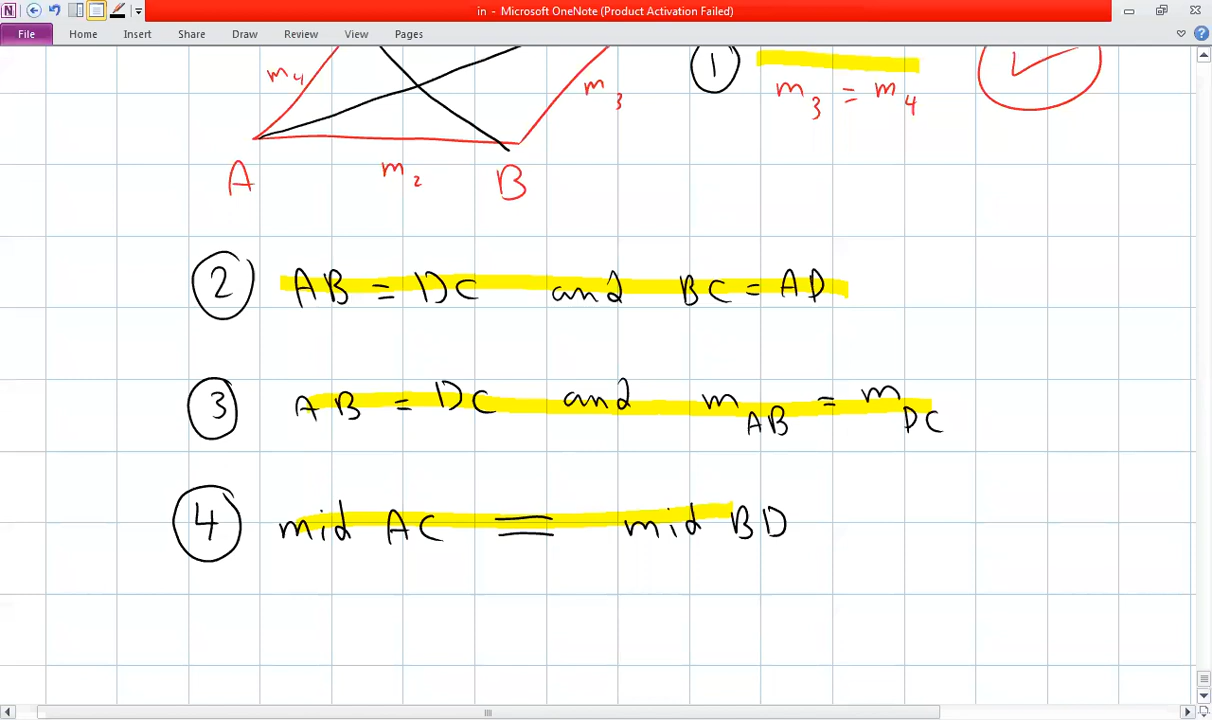 in - Microsoft OneNote (Product Activation Failed)
File Home Insert Share Draw Review View Pages
m4
m3
①
m3 = m4
A
m2
B
② AB = DC and BC = AD
③ AB = DC and mAB = mDC
④ mid AC = mid BD